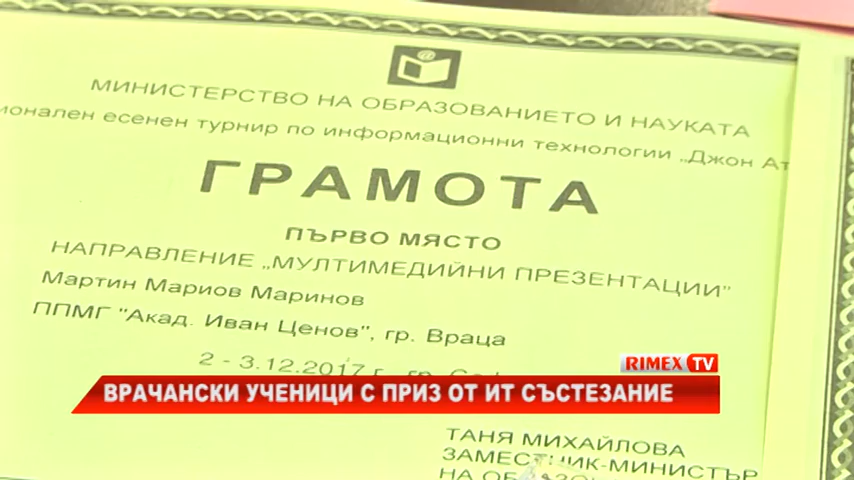 МИНИСТЕРСТВО НА ОБРАЗОВАНИЕТО И НАУКАТА
есенен турнир по информационни технологии „Джон
ГРАМОТА
ПЪРВО МЯСТО
НАПРАВЛЕНИЕ „МУЛТИМЕДИЙНИ ПРЕЗЕНТАЦИИ"
Мартин Мариов Маринов
ППМГ "Акад. Иван Ценов", гр. Враца
2 - 3.12.2017 г., гр.
RIMEX TV
ВРАЧАНСКИ УЧЕНИЦИ С ПРИЗ ОТ ИТ СЪСТЕЗАНИЕ
ТАНЯ МИХАЙЛОВА
ЗАМЕСТНИК-МИНИСТЪР
НА